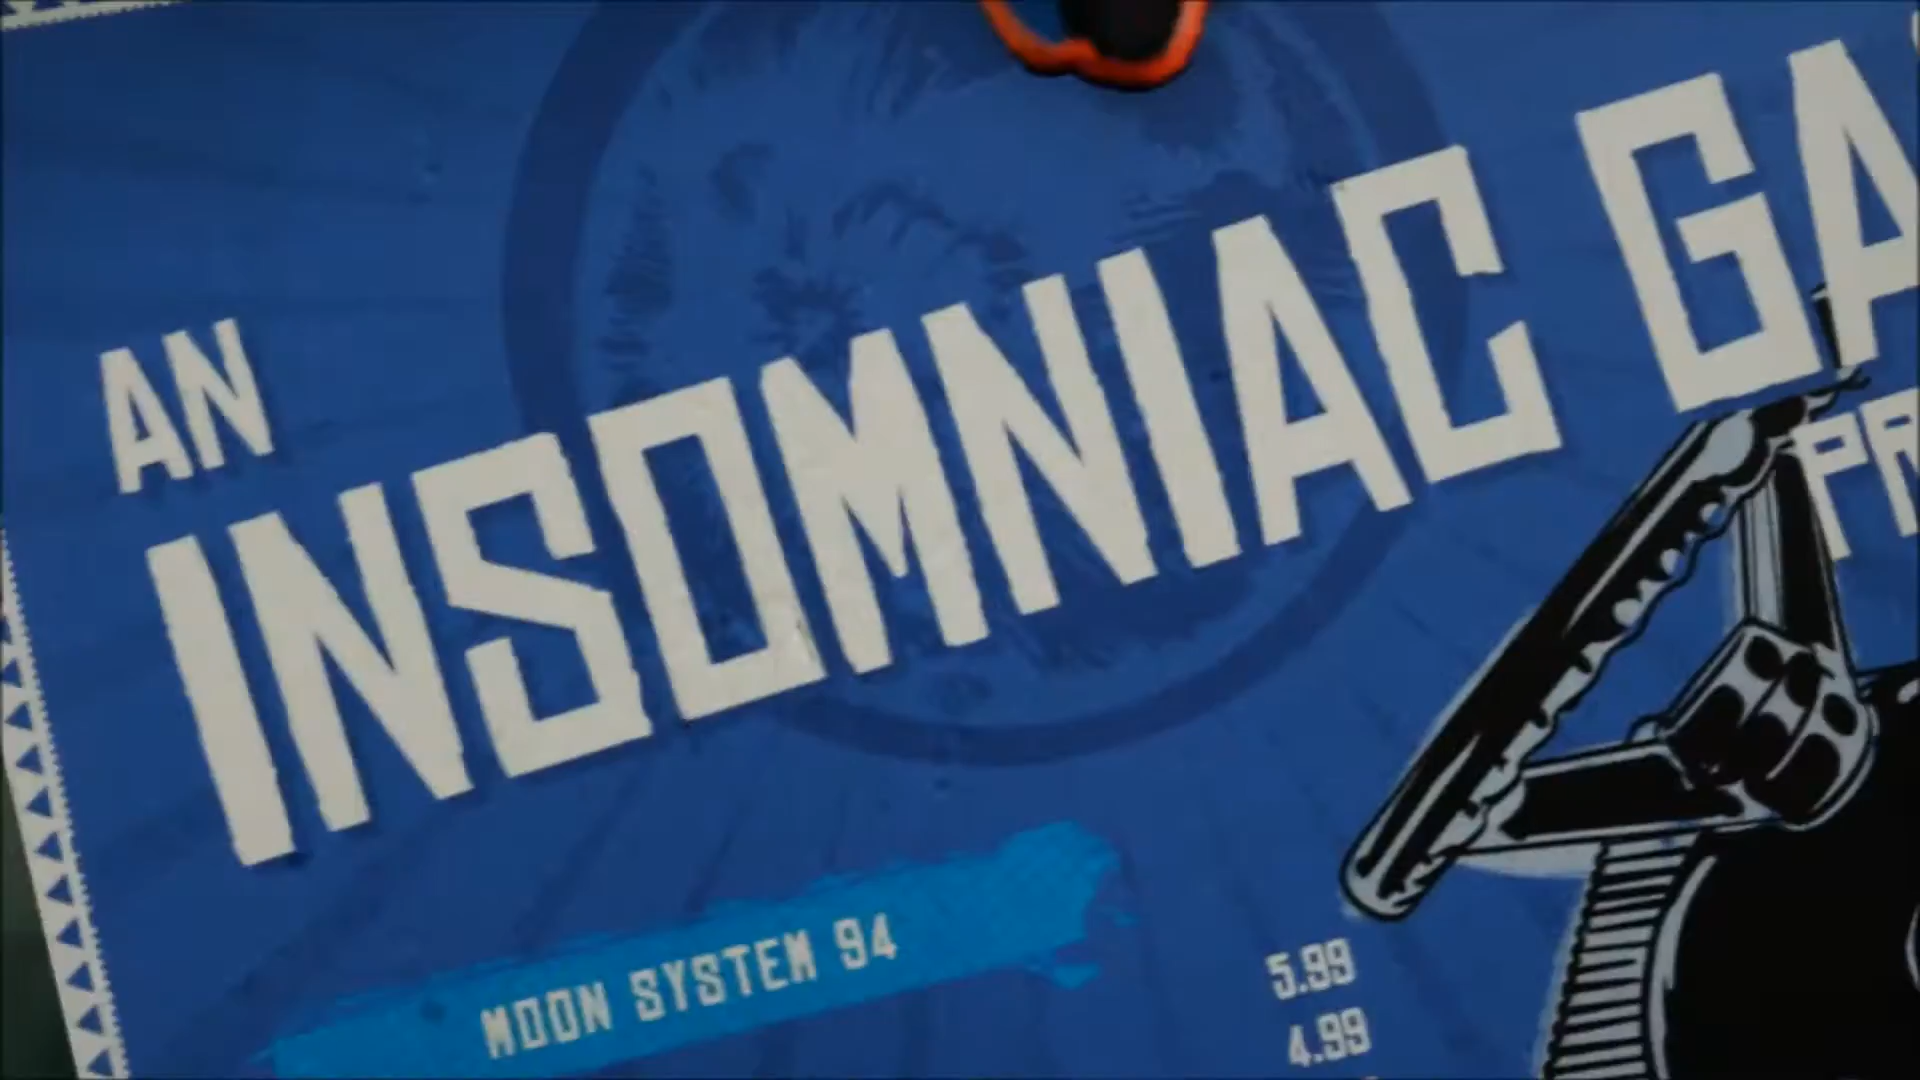 AN
INSOMNIAC GA
PR
MOON SYSTEM 94
5.99
4.99